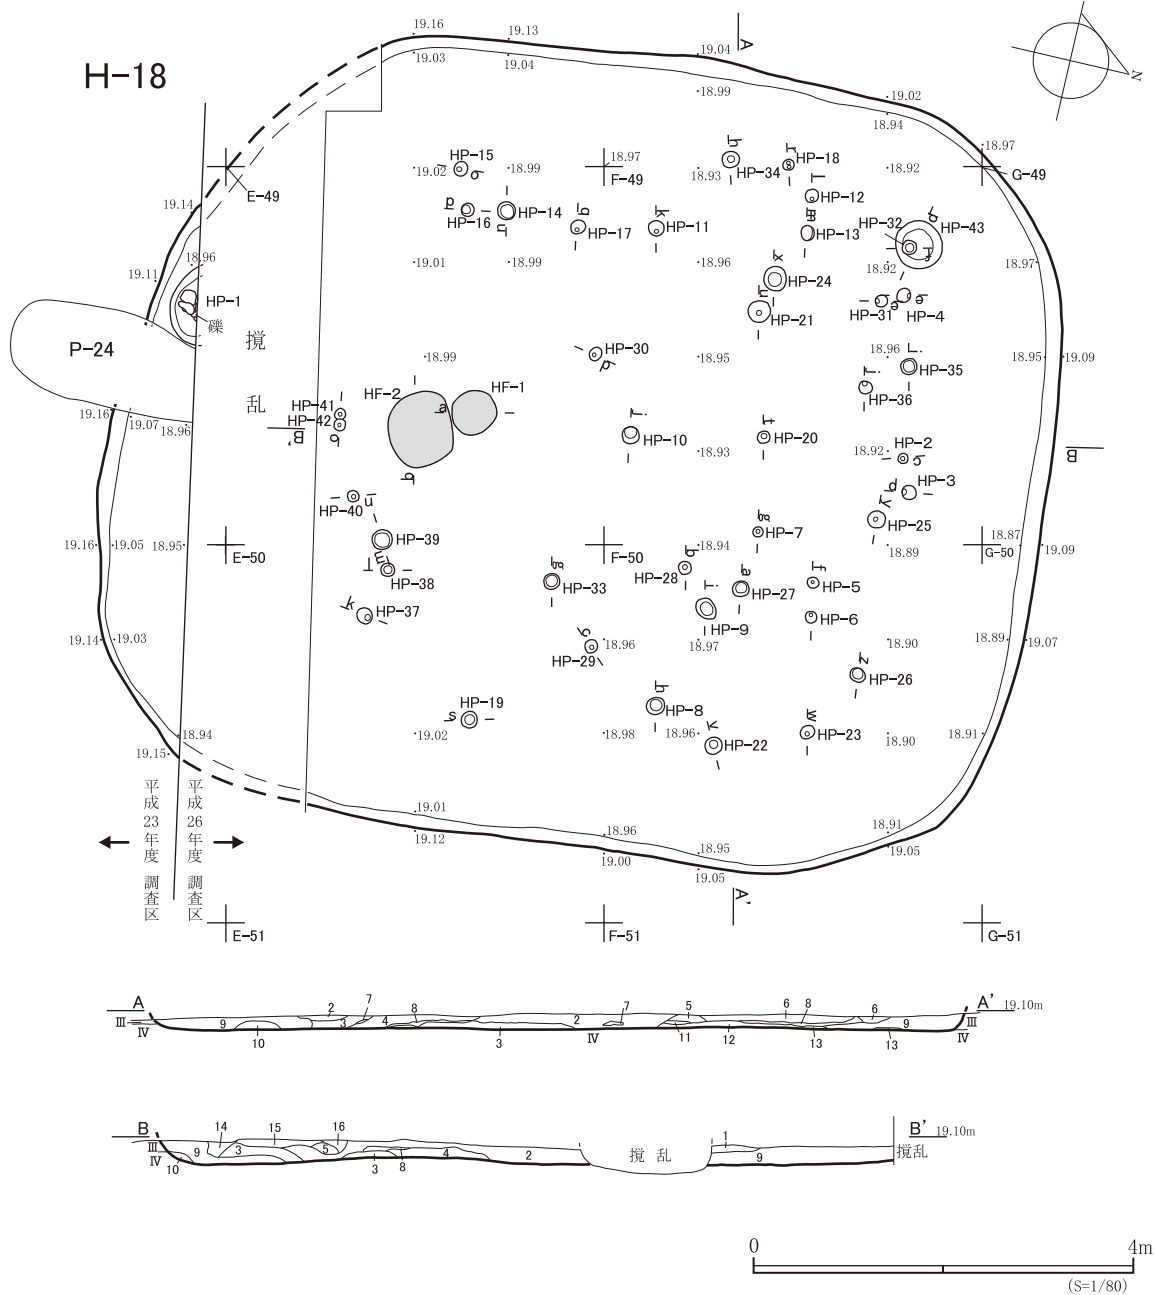 H-18
19.16
19.13
19.03
19.04
19.04
18.99
A
N
19.02
18.94
18.97
HP-15
19.02
18.99
18.97
F-49
18.93
HP-34
HP-18
18.92
G-49
E-49
19.14
HP-16
HP-14
HP-17
HP-11
HP-12
HP-13
HP-32
HP-43
19.11
18.96
19.01
18.99
18.96
18.92
18.97
HP-24
HP-1
礫
HP-21
HP-31
HP-4
P-24
撹
乱
18.99
HP-30
18.95
18.96
HP-35
18.95
19.09
HF-2
HF-1
HP-36
HP-41
HP-42
19.16
19.07
18.96
B'
HP-10
HP-20
18.93
18.92
HP-2
B
HP-3
HP-40
HP-25
HP-39
HP-7
19.16
19.05
18.95
E-50
F-50
18.94
18.89
18.87
G-50
19.09
HP-38
HP-33
HP-28
HP-27
HP-5
HP-37
HP-9
HP-6
19.14
19.03
HP-29
18.96
18.97
18.90
18.89
19.07
HP-26
HP-19
HP-8
18.94
19.02
18.98
18.96
HP-22
HP-23
18.90
18.91
19.15
平成23年度 調査区
平成26年度 調査区
19.01
19.12
18.96
19.00
18.95
19.05
18.91
19.05
A'
E-51
F-51
G-51
A
2
7
8
7
5
6
8
6
A'
19.10m
III
IV
9
10
3
4
3
2
IV
11
12
13
9
13
III
IV
B
14
15
16
1
B'
19.10m
III
IV
9
10
3
5
3
8
4
2
撹乱
9
撹乱
0
4m
(S=1/80)